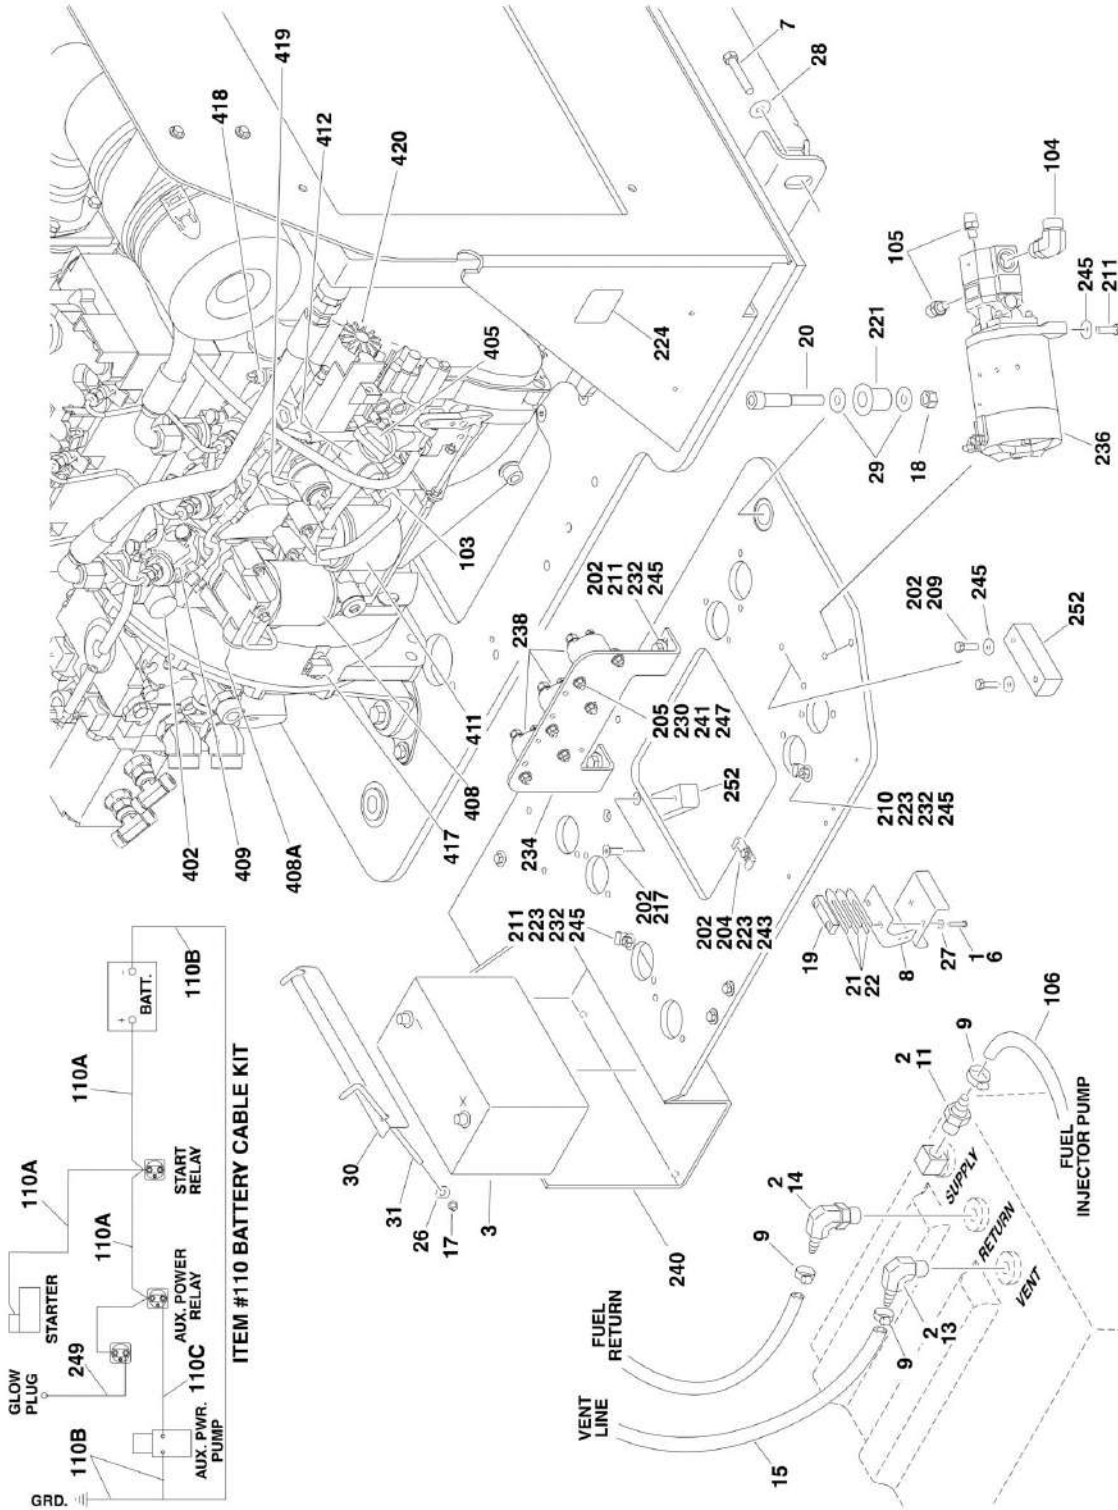 419
7
28
418
412
420
104
105
245
211
224
405
20
221
29
18
236
103
202
211
232
245
202
209
245
252
238
205
230
241
247
411
408
417
234
252
210
223
232
245
402
409
408A
202
217
202
204
223
243
211
223
232
245
19
21
22
8
27
1
6
30
31
26
17
3
240
2
14
9
2
11
9
106
SUPPLY
RETURN
VENT
FUEL
INJECTOR PUMP
FUEL
RETURN
VENT
LINE
9
2
13
15
110B
BATT.
+
-
110A
110A
110A
START
RELAY
STARTER
AUX. POWER
RELAY
GLOW
PLUG
249
110C
110B
AUX. PWR.
PUMP
GRD.
ITEM #110 BATTERY CABLE KIT